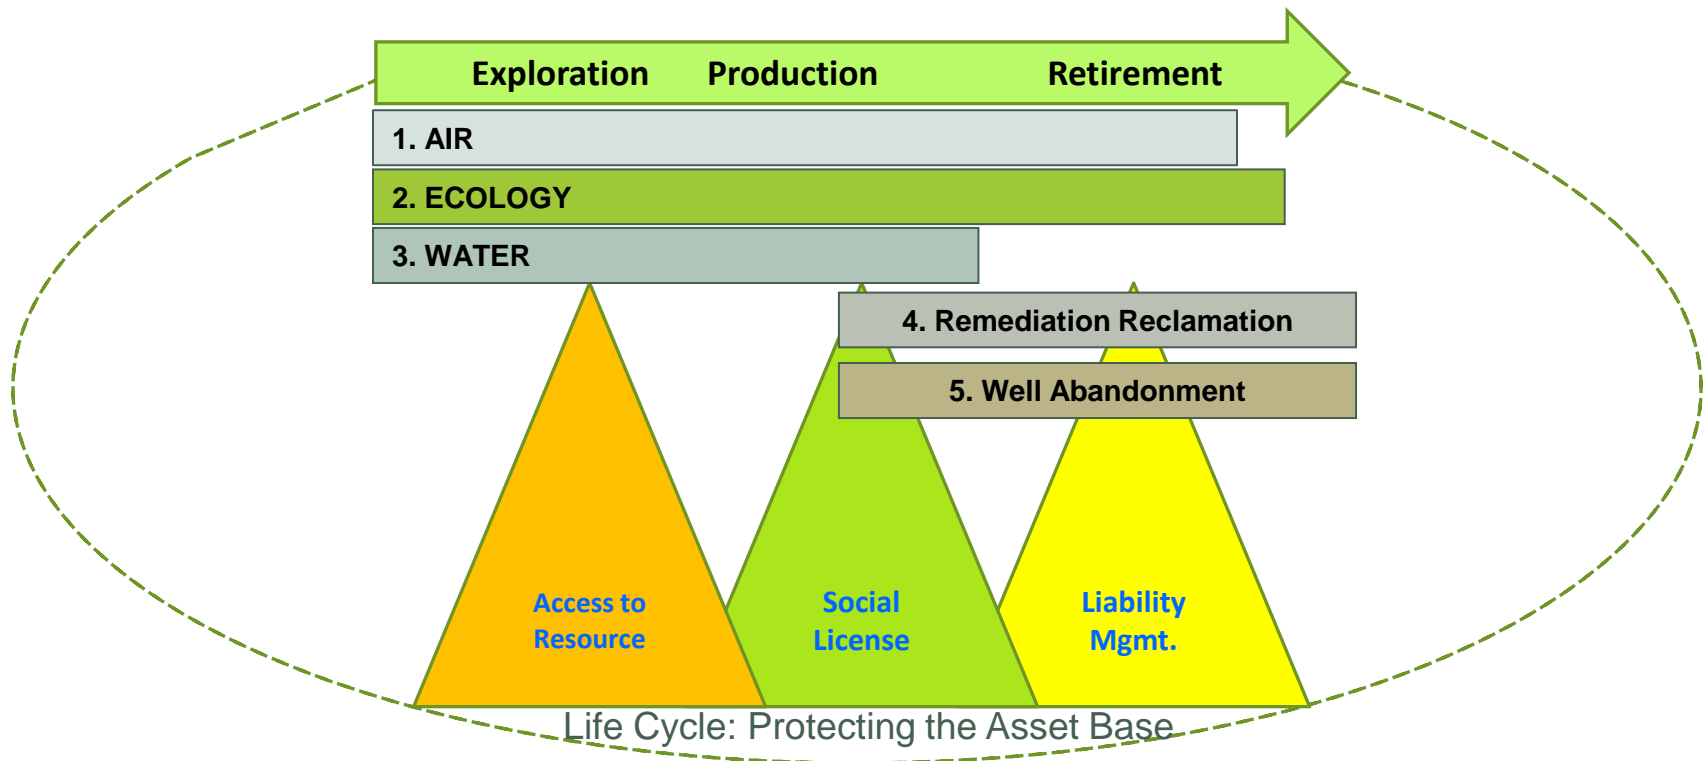 Exploration Production Retirement
1. AIR
2. ECOLOGY
3. WATER
4. Remediation Reclamation
5. Well Abandonment
Access to
Resource
Social
License
Liability
Mgmt.
Life Cycle: Protecting the Asset Base